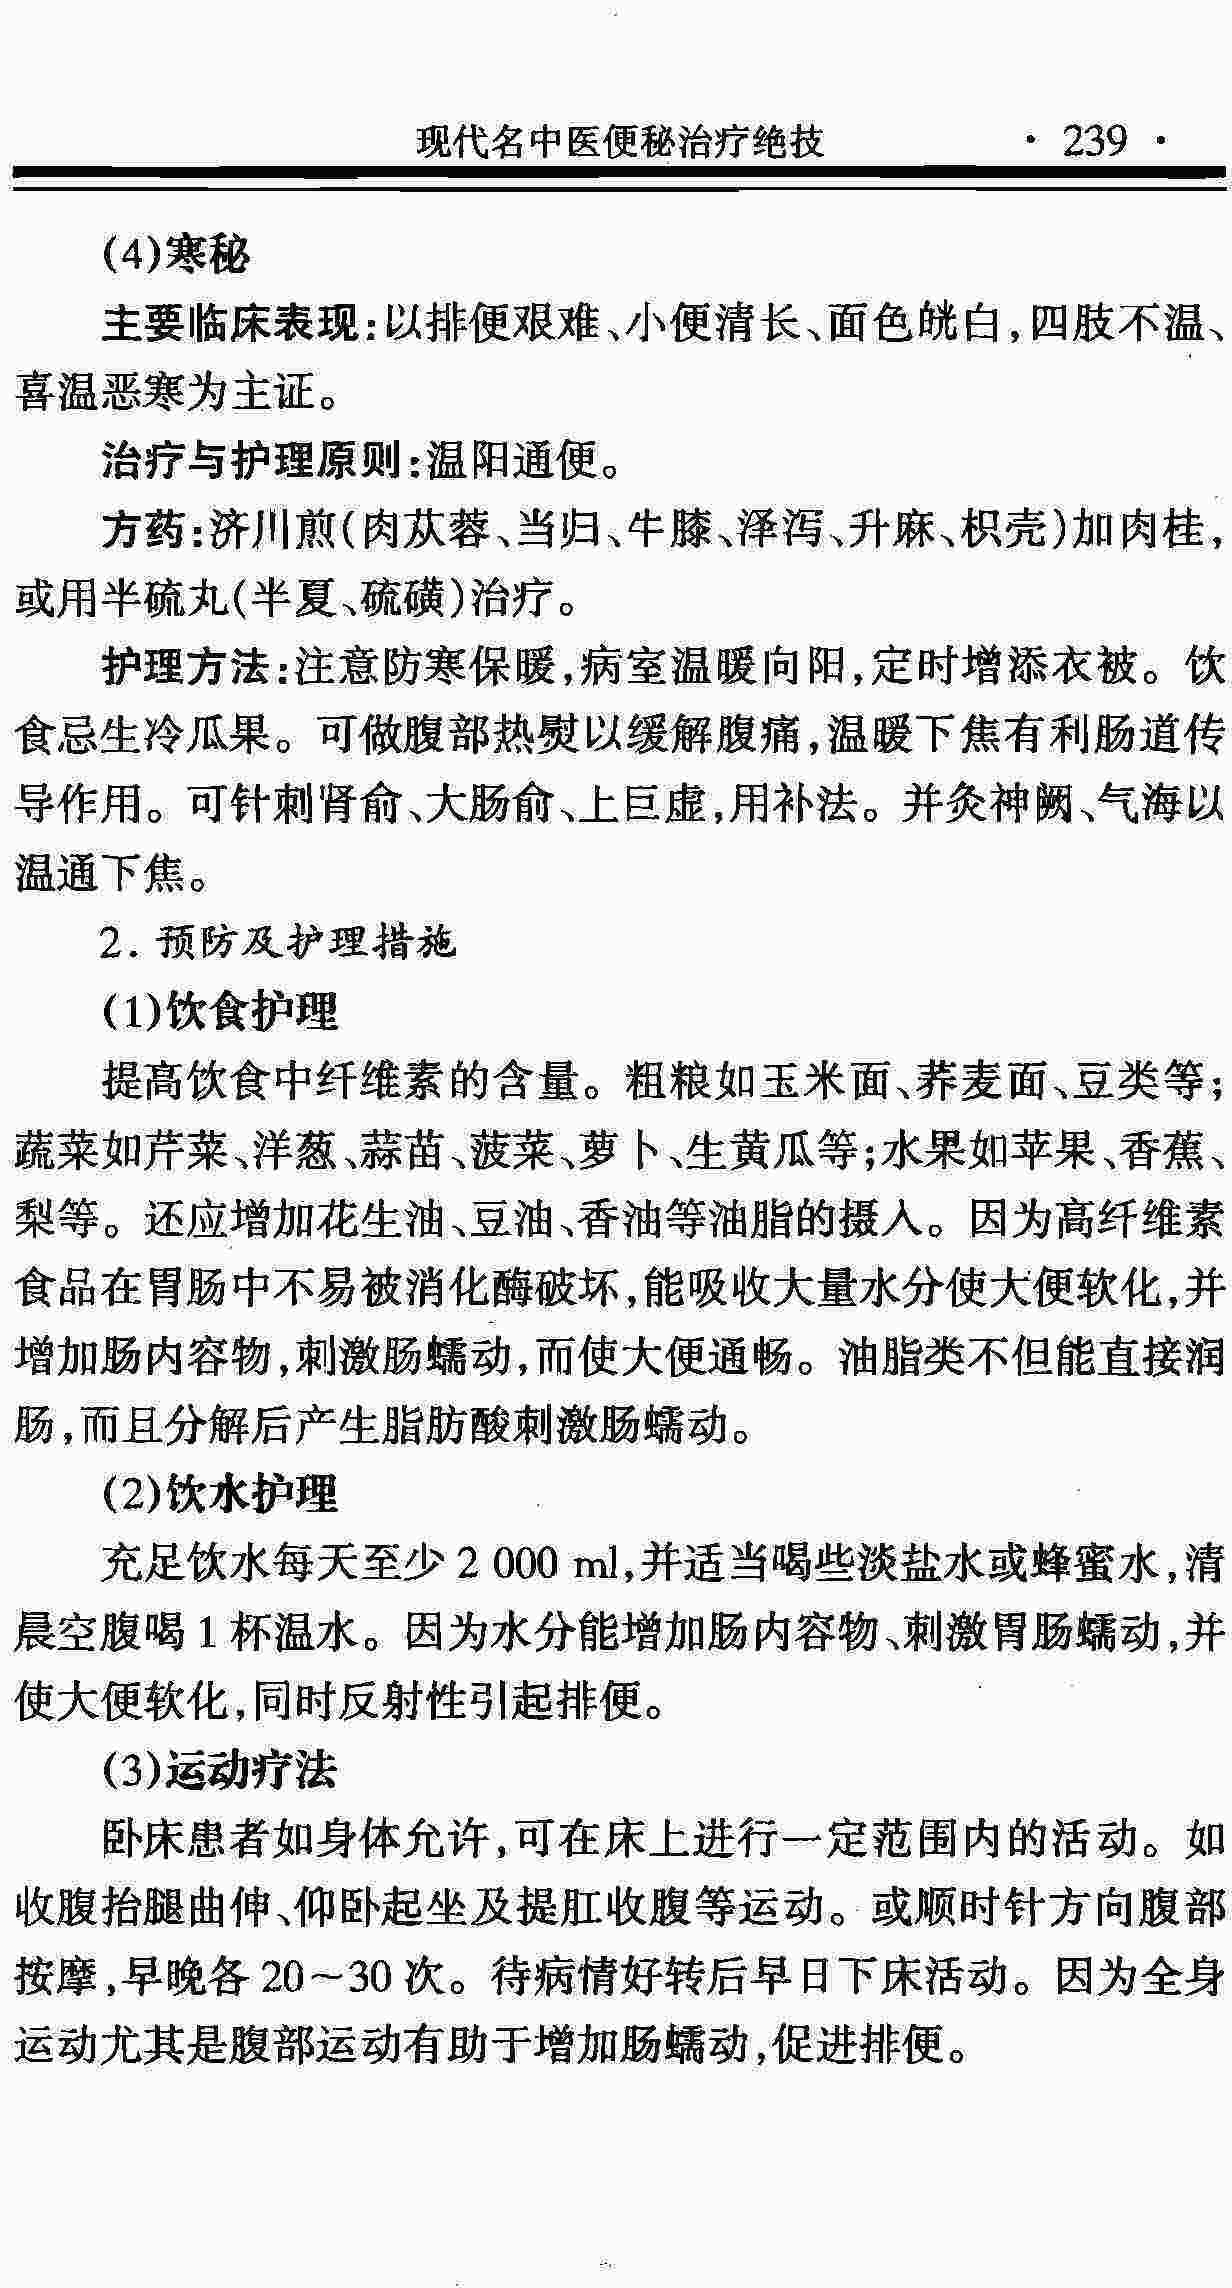 现代名中医便秘治疗绝技 · 239 ·
(4)寒秘
主要临床表现:以排便艰难、小便清长、面色㿠白,四肢不温、
喜温恶寒为主证。
治疗与护理原则:温阳通便。
方药:济川煎(肉苁蓉、当归、牛膝、泽泻、升麻、枳壳)加肉桂,
或用半硫丸(半夏、硫磺)治疗。
护理方法:注意防寒保暖,病室温暖向阳,定时增添衣被。饮
食忌生冷瓜果。可做腹部热熨以缓解腹痛,温暖下焦有利肠道传
导作用。可针刺肾俞、大肠俞、上巨虚,用补法。并灸神阙、气海以
温通下焦。
2. 预防及护理措施
(1)饮食护理
提高饮食中纤维素的含量。粗粮如玉米面、荞麦面、豆类等;
蔬菜如芹菜、洋葱、蒜苗、菠菜、萝卜、生黄瓜等;水果如苹果、香蕉、
梨等。还应增加花生油、豆油、香油等油脂的摄入。因为高纤维素
食品在胃肠中不易被消化酶破坏,能吸收大量水分使大便软化,并
增加肠内容物,刺激肠蠕动,而使大便通畅。油脂类不但能直接润
肠,而且分解后产生脂肪酸刺激肠蠕动。
(2)饮水护理
充足饮水每天至少 2 000 ml,并适当喝些淡盐水或蜂蜜水,清
晨空腹喝 1 杯温水。因为水分能增加肠内容物、刺激胃肠蠕动,并
使大便软化,同时反射性引起排便。
(3)运动疗法
卧床患者如身体允许,可在床上进行一定范围内的活动。如
收腹抬腿曲伸、仰卧起坐及提肛收腹等运动。或顺时针方向腹部
按摩,早晚各 20~30 次。待病情好转后早日下床活动。因为全身
运动尤其是腹部运动有助于增加肠蠕动,促进排便。